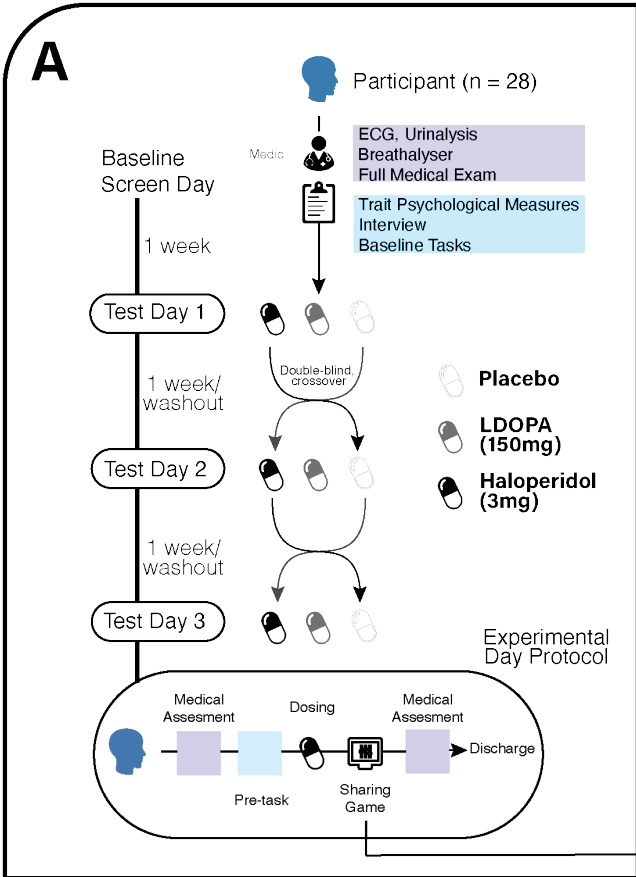 A
Participant (n = 28)
Medic
ECG, Urinalysis
Breathalyser
Full Medical Exam
Baseline
Screen Day
Trait Psychological Measures
Interview
Baseline Tasks
1 week
Test Day 1
Double-blind,
crossover
1 week/
washout
Placebo
LDOPA
(150mg)
Test Day 2
Haloperidol
(3mg)
1 week/
washout
Test Day 3
Experimental
Day Protocol
Medical
Assesment
Dosing
Medical
Assesment
Discharge
Pre-task
Sharing
Game